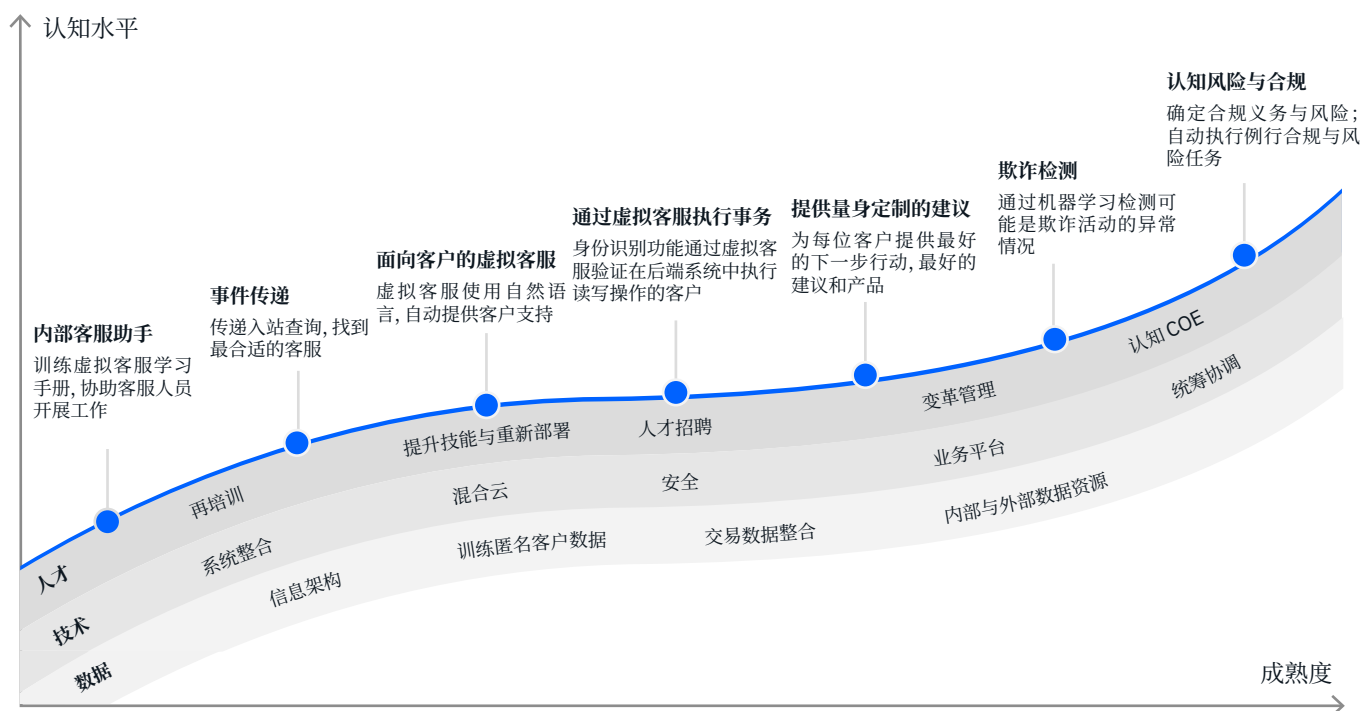 认知水平
认知风险与合规
确定合规义务与风险;
自动执行例行合规与风
险任务
欺诈检测
通过机器学习检测可
能是欺诈活动的异常
情况
提供量身定制的建议
为每位客户提供最好
的下一步行动, 最好的
建议和产品
通过虚拟客服执行事务
身份识别功能通过虚拟客
服验证在后端系统中执行
读写操作的客户
面向客户的虚拟客服
虚拟客服使用自然语
言, 自动提供客户支持
事件传递
传递入站查询, 找到
最合适的客服
内部客服助手
训练虚拟客服学习
手册, 协助客服人员
开展工作
人才
再培训
提升技能与重新部署
人才招聘
变革管理
认知 COE
技术
系统整合
混合云
安全
业务平台
统筹协调
数据
信息架构
训练匿名客户数据
交易数据整合
内部与外部数据资源
成熟度